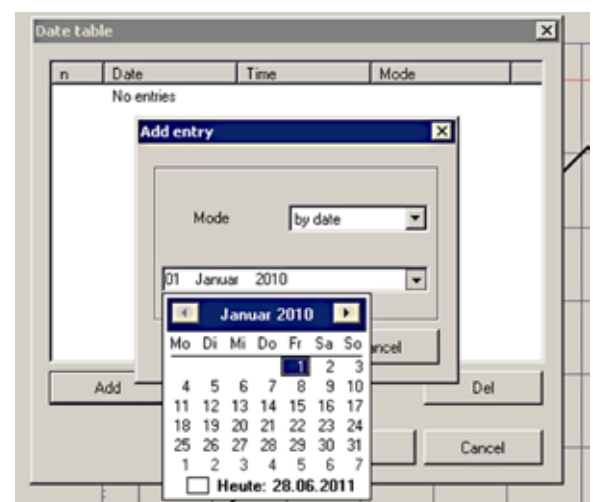 Date table
n Date Time Mode
No entries
Add entry
Mode by date
01 Januar 2010
Januar 2010
Mo Di Mi Do Fr Sa So
1 2 3
4 5 6 7 8 9 10
11 12 13 14 15 16 17
18 19 20 21 22 23 24
25 26 27 28 29 30 31
1 2 3 4 5 6 7
Heute: 28.06.2011
ancel
Add Del
Cancel